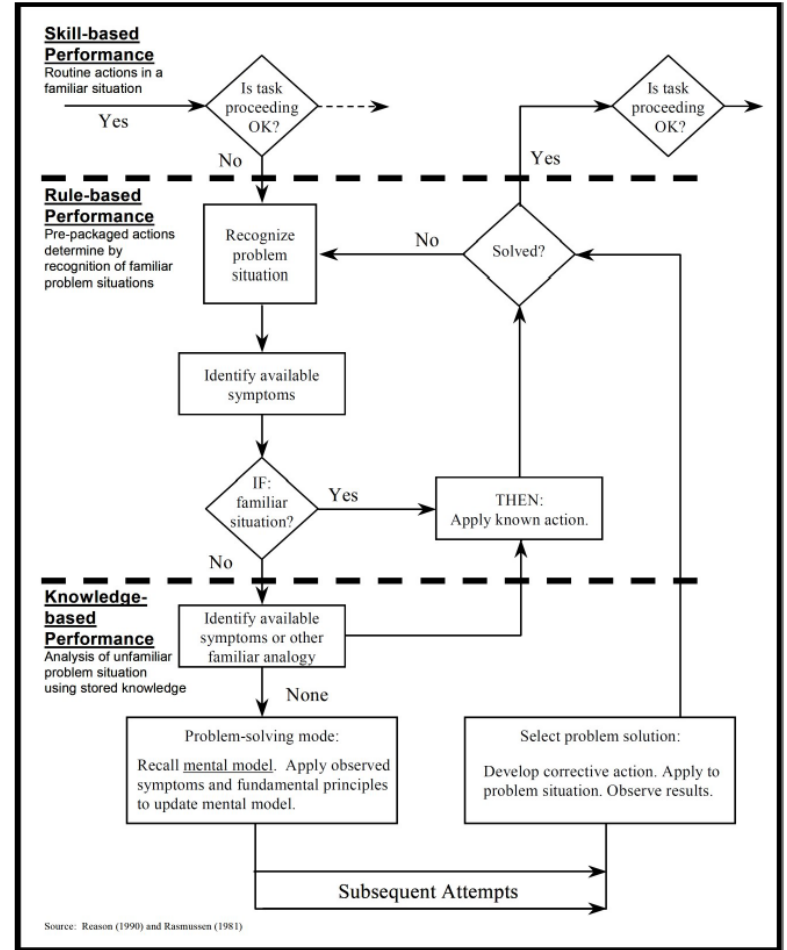 Skill-based
Performance
Routine actions in a
familiar situation
Yes
Is task
proceeding
OK?
No
Is task
proceeding
OK?
Yes
Rule-based
Performance
Pre-packaged actions
determine by
recognition of familiar
problem situations
Recognize
problem
situation
No
Solved?
Identify available
symptoms
IF:
familiar
situation?
Yes
THEN:
Apply known action.
No
Knowledge-
based
Performance
Analysis of unfamiliar
problem situation
using stored knowledge
Identify available
symptoms or other
familiar analogy
None
Problem-solving mode:
Recall mental model. Apply observed
symptoms and fundamental principles
to update mental model.
Select problem solution:
Develop corrective action. Apply to
problem situation. Observe results.
Subsequent Attempts
Source: Reason (1990) and Rasmussen (1981)